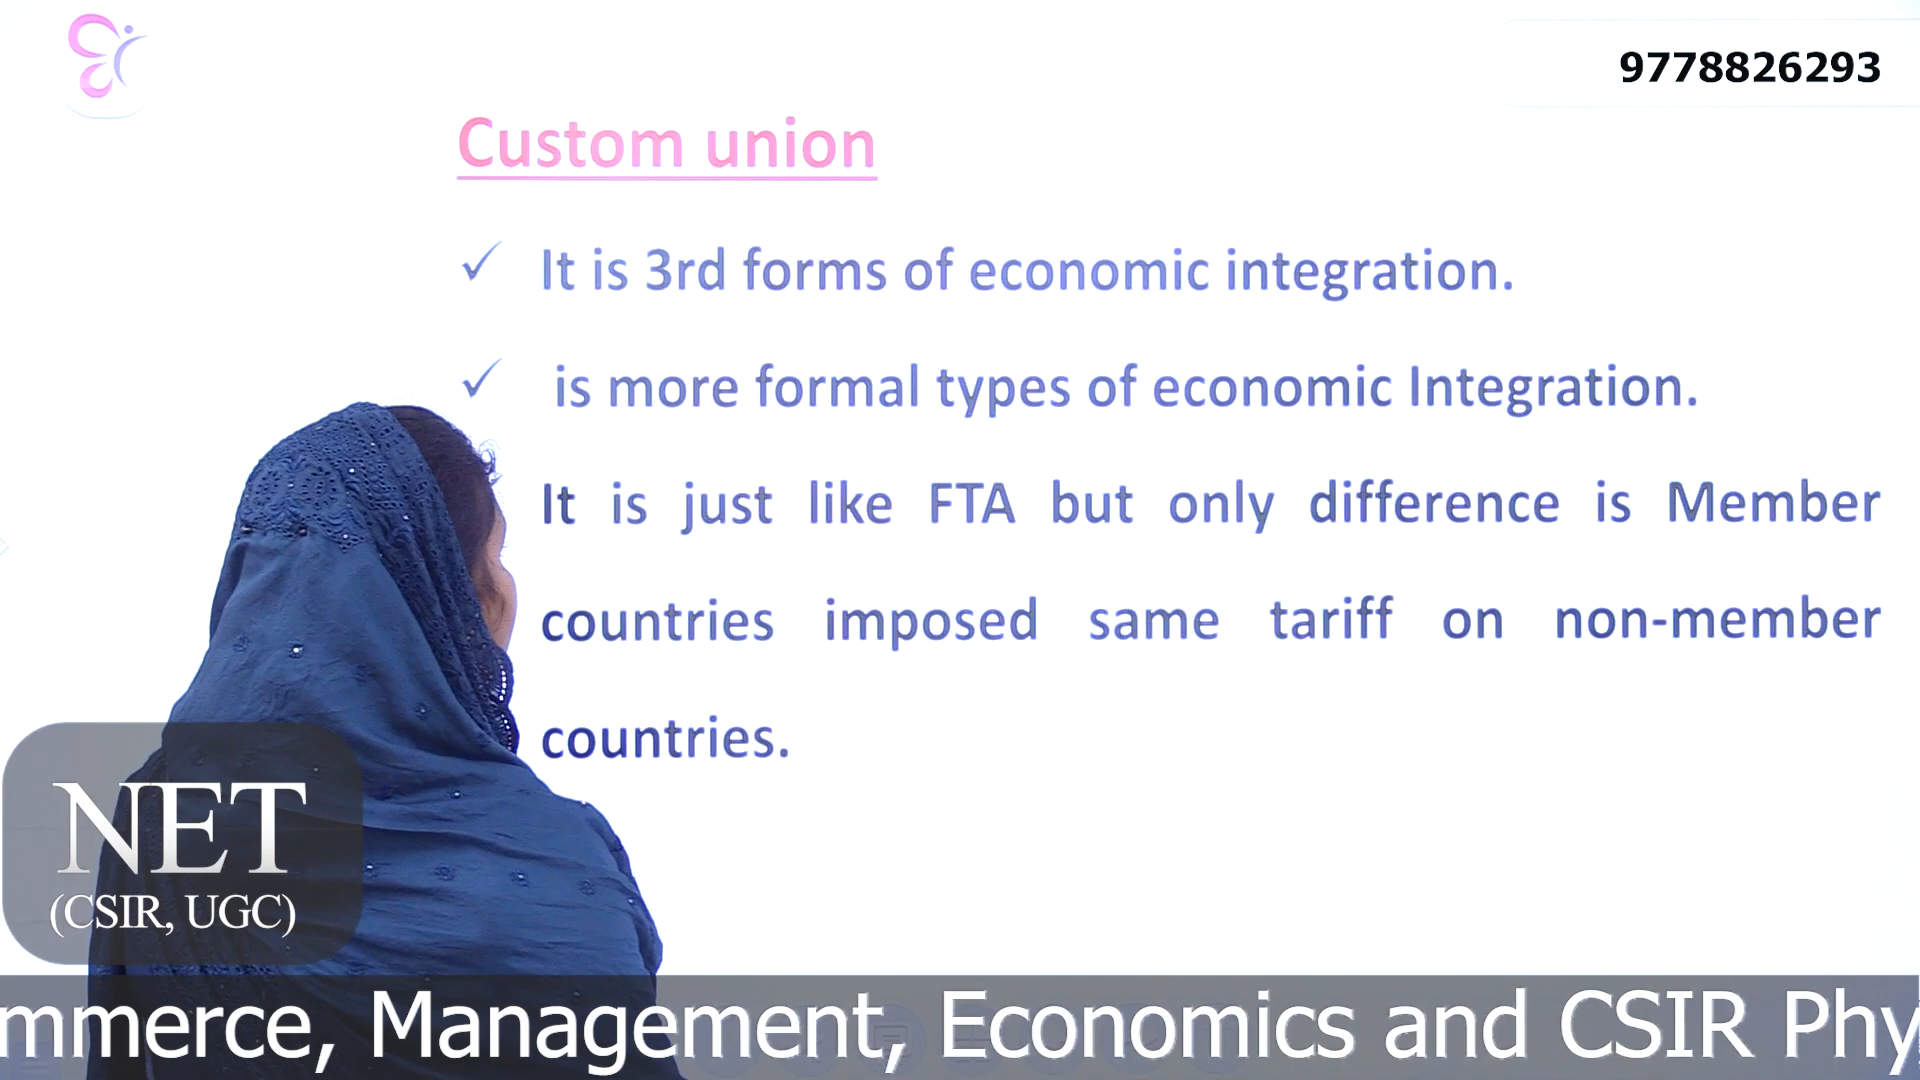 9778826293
Custom union
✓ It is 3rd forms of economic integration.
✓ is more formal types of economic Integration.
It is just like FTA but only difference is Member
countries imposed same tariff on non-member
countries.
NET
(CSIR, UGC)
mmerce, Management, Economics and CSIR Phy